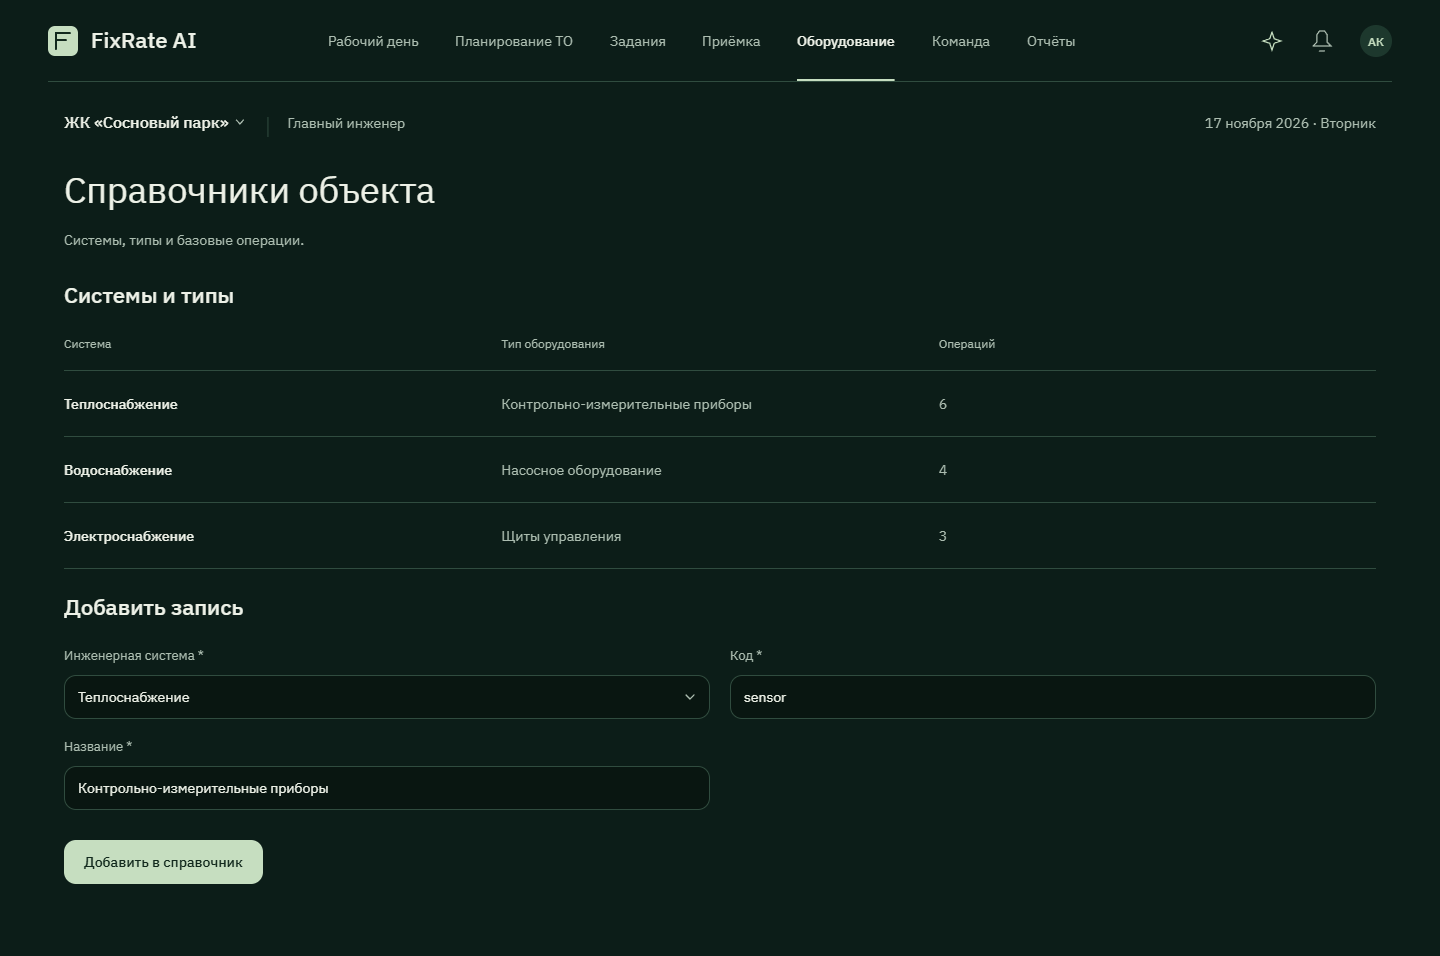 FixRate AI
Рабочий день
Планирование ТО
Задания
Приёмка
Оборудование
Команда
Отчёты
АК
ЖК «Сосновый парк»
Главный инженер
17 ноября 2026 · Вторник
Справочники объекта
Системы, типы и базовые операции.
Системы и типы
Система Тип оборудования Операций
Теплоснабжение Контрольно-измерительные приборы 6
Водоснабжение Насосное оборудование 4
Электроснабжение Щиты управления 3
Добавить запись
Инженерная система *
Теплоснабжение
Код *
sensor
Название *
Контрольно-измерительные приборы
Добавить в справочник